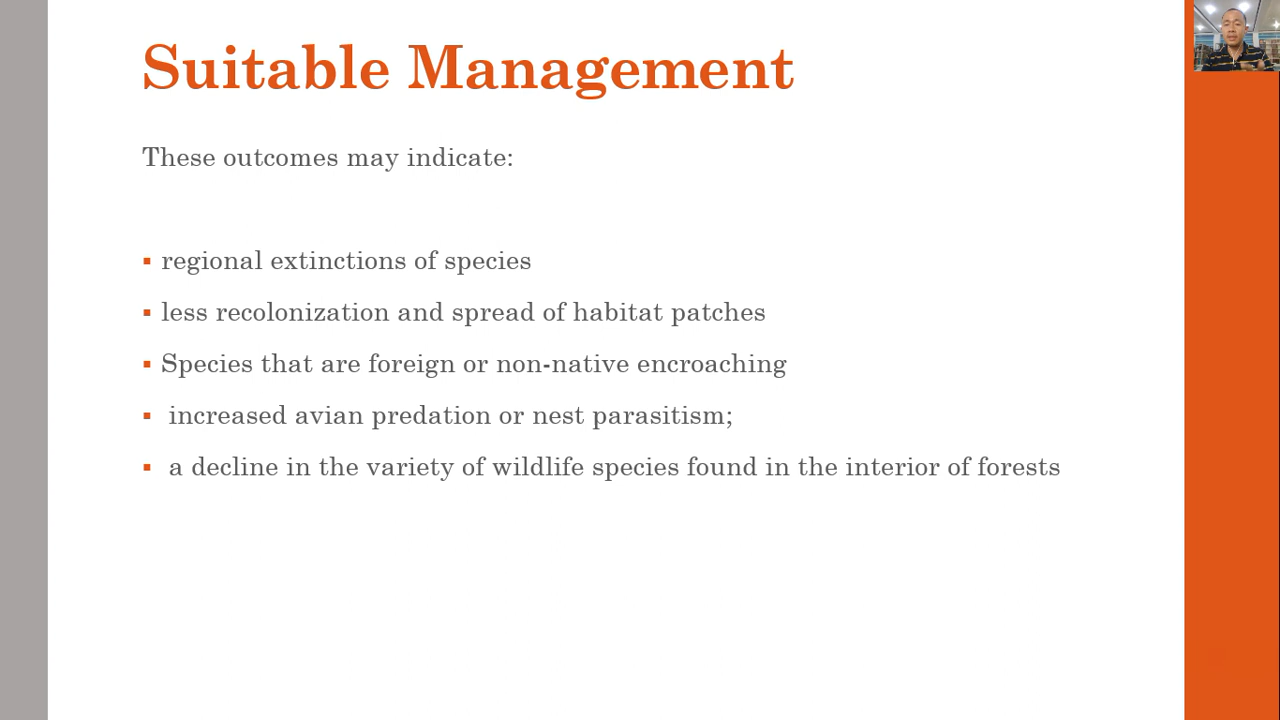 Suitable Management
These outcomes may indicate:
▪ regional extinctions of species
▪ less recolonization and spread of habitat patches
▪ Species that are foreign or non-native encroaching
▪ increased avian predation or nest parasitism;
▪ a decline in the variety of wildlife species found in the interior of forests